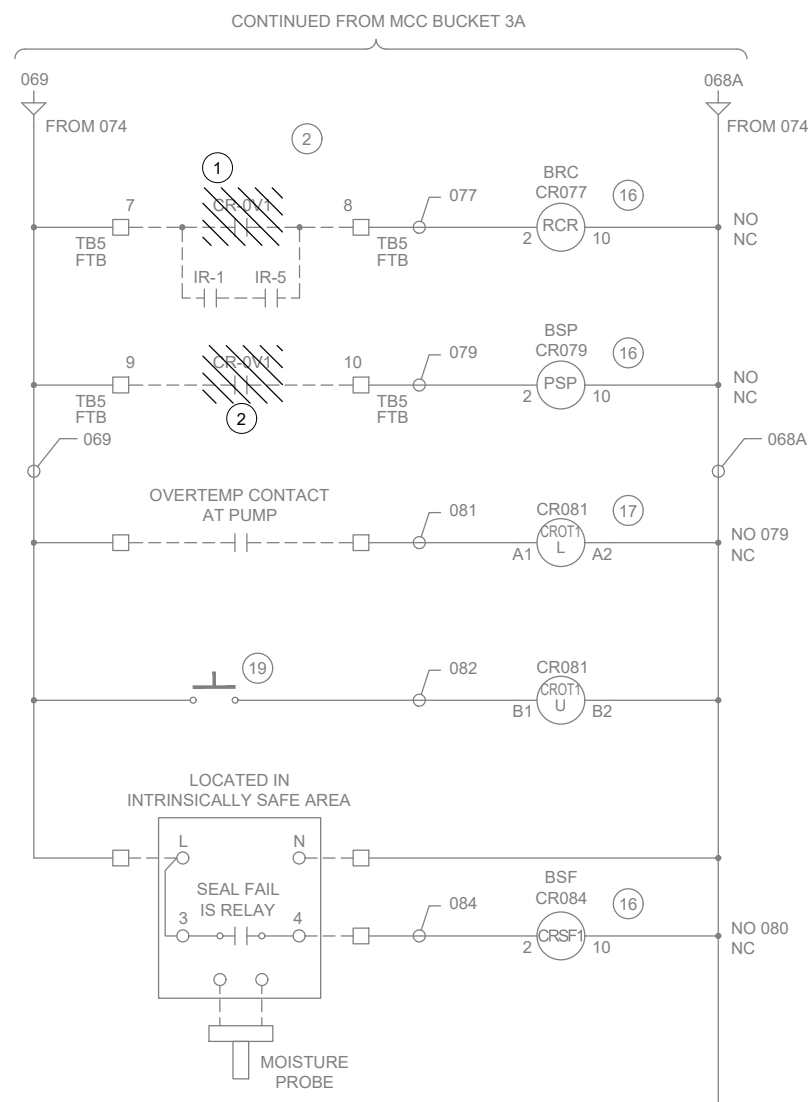 CONTINUED FROM MCC BUCKET 3A
069
068A
FROM 074
FROM 074
2
1
BRC
CR077
16
7
CR-0V1
8
077
RCR
2
10
NO
NC
TB5
FTB
TB5
FTB
IR-1
IR-5
BSP
CR079
16
9
CR-0V1
10
079
PSP
2
10
NO
NC
TB5
FTB
2
TB5
FTB
069
068A
OVERTEMP CONTACT
AT PUMP
081
CR081
17
CROT1
L
A1
A2
NO 079
NC
19
082
CR081
CROT1
U
B1
B2
LOCATED IN
INTRINSICALLY SAFE AREA
L
N
SEAL FAIL
IS RELAY
3
4
084
BSF
CR084
16
CRSF1
2
10
NO 080
NC
MOISTURE
PROBE